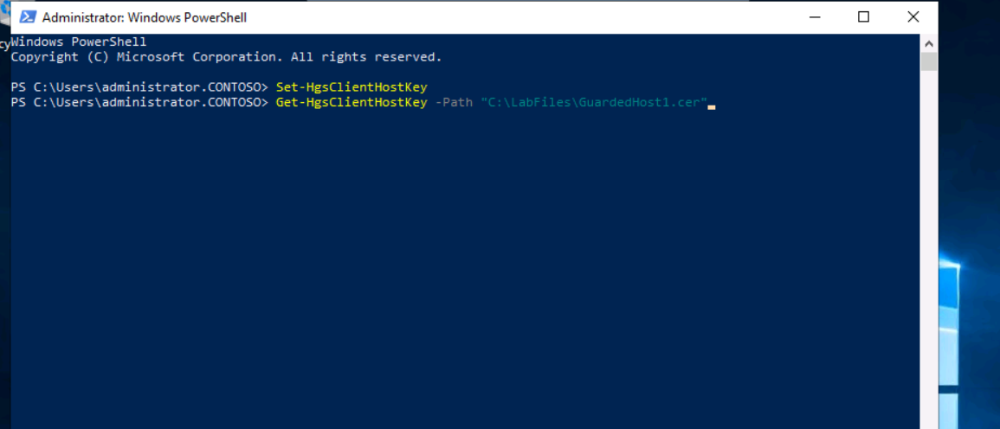 Administrator: Windows PowerShell
cy
Windows PowerShell
Copyright (C) Microsoft Corporation. All rights reserved.
PS C:\Users\administrator.CONTOSO> Set-HgsClientHostKey
PS C:\Users\administrator.CONTOSO> Get-HgsClientHostKey -Path "C:\LabFiles\GuardedHost1.cer"